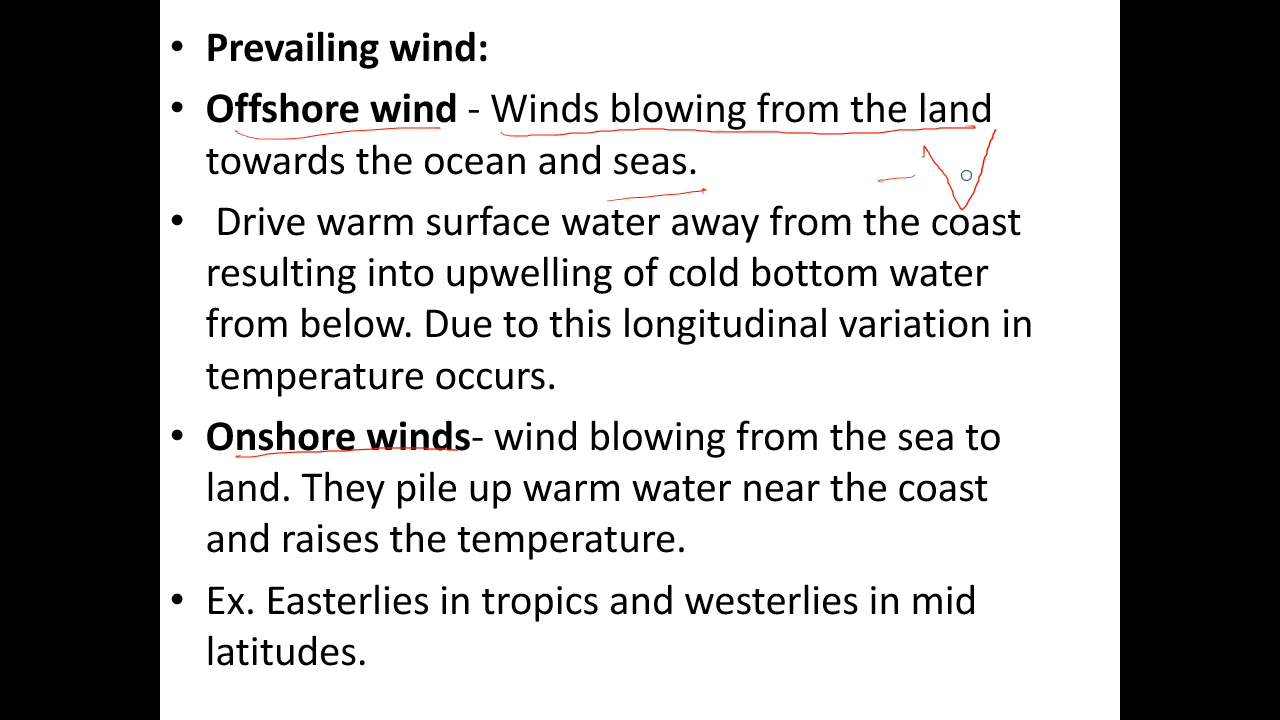 • Prevailing wind:
• Offshore wind - Winds blowing from the land
towards the ocean and seas.
• Drive warm surface water away from the coast
resulting into upwelling of cold bottom water
from below. Due to this longitudinal variation in
temperature occurs.
• Onshore winds- wind blowing from the sea to
land. They pile up warm water near the coast
and raises the temperature.
• Ex. Easterlies in tropics and westerlies in mid
latitudes.